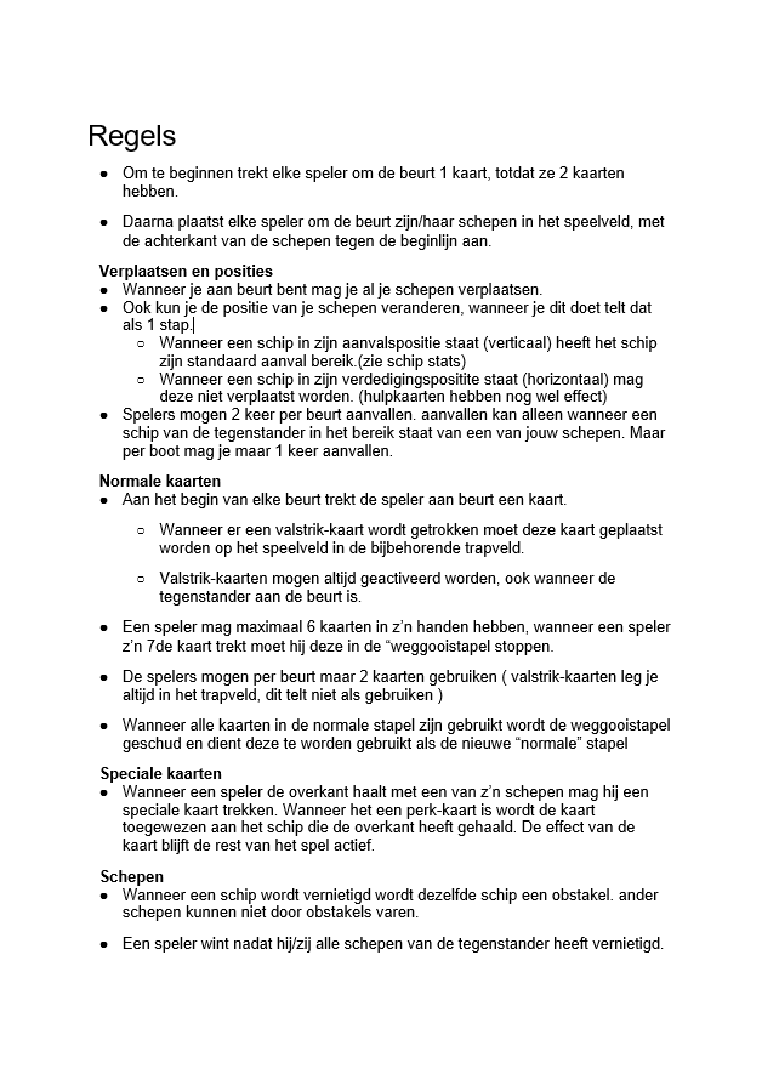 Regels
● Om te beginnen trekt elke speler om de beurt 1 kaart, totdat ze 2 kaarten
hebben.
● Daarna plaatst elke speler om de beurt zijn/haar schepen in het speelveld, met
de achterkant van de schepen tegen de beginlijn aan.
Verplaatsen en posities
● Wanneer je aan beurt bent mag je al je schepen verplaatsen.
● Ook kun je de positie van je schepen veranderen, wanneer je dit doet telt dat
als 1 stap.
○ Wanneer een schip in zijn aanvalspositie staat (verticaal) heeft het schip
zijn standaard aanval bereik.(zie schip stats)
○ Wanneer een schip in zijn verdedigingspositite staat (horizontaal) mag
deze niet verplaatst worden. (hulpkaarten hebben nog wel effect)
● Spelers mogen 2 keer per beurt aanvallen. aanvallen kan alleen wanneer een
schip van de tegenstander in het bereik staat van een van jouw schepen. Maar
per boot mag je maar 1 keer aanvallen.
Normale kaarten
● Aan het begin van elke beurt trekt de speler aan beurt een kaart.
○ Wanneer er een valstrik-kaart wordt getrokken moet deze kaart geplaatst
worden op het speelveld in de bijbehorende trapveld.
○ Valstrik-kaarten mogen altijd geactiveerd worden, ook wanneer de
tegenstander aan de beurt is.
● Een speler mag maximaal 6 kaarten in z’n handen hebben, wanneer een speler
z’n 7de kaart trekt moet hij deze in de “weggooistapel stoppen.
● De spelers mogen per beurt maar 2 kaarten gebruiken ( valstrik-kaarten leg je
altijd in het trapveld, dit telt niet als gebruiken )
● Wanneer alle kaarten in de normale stapel zijn gebruikt wordt de weggooistapel
geschud en dient deze te worden gebruikt als de nieuwe “normale” stapel
Speciale kaarten
● Wanneer een speler de overkant haalt met een van z’n schepen mag hij een
speciale kaart trekken. Wanneer het een perk-kaart is wordt de kaart
toegewezen aan het schip die de overkant heeft gehaald. De effect van de
kaart blijft de rest van het spel actief.
Schepen
● Wanneer een schip wordt vernietigd wordt dezelfde schip een obstakel. ander
schepen kunnen niet door obstakels varen.
● Een speler wint nadat hij/zij alle schepen van de tegenstander heeft vernietigd.